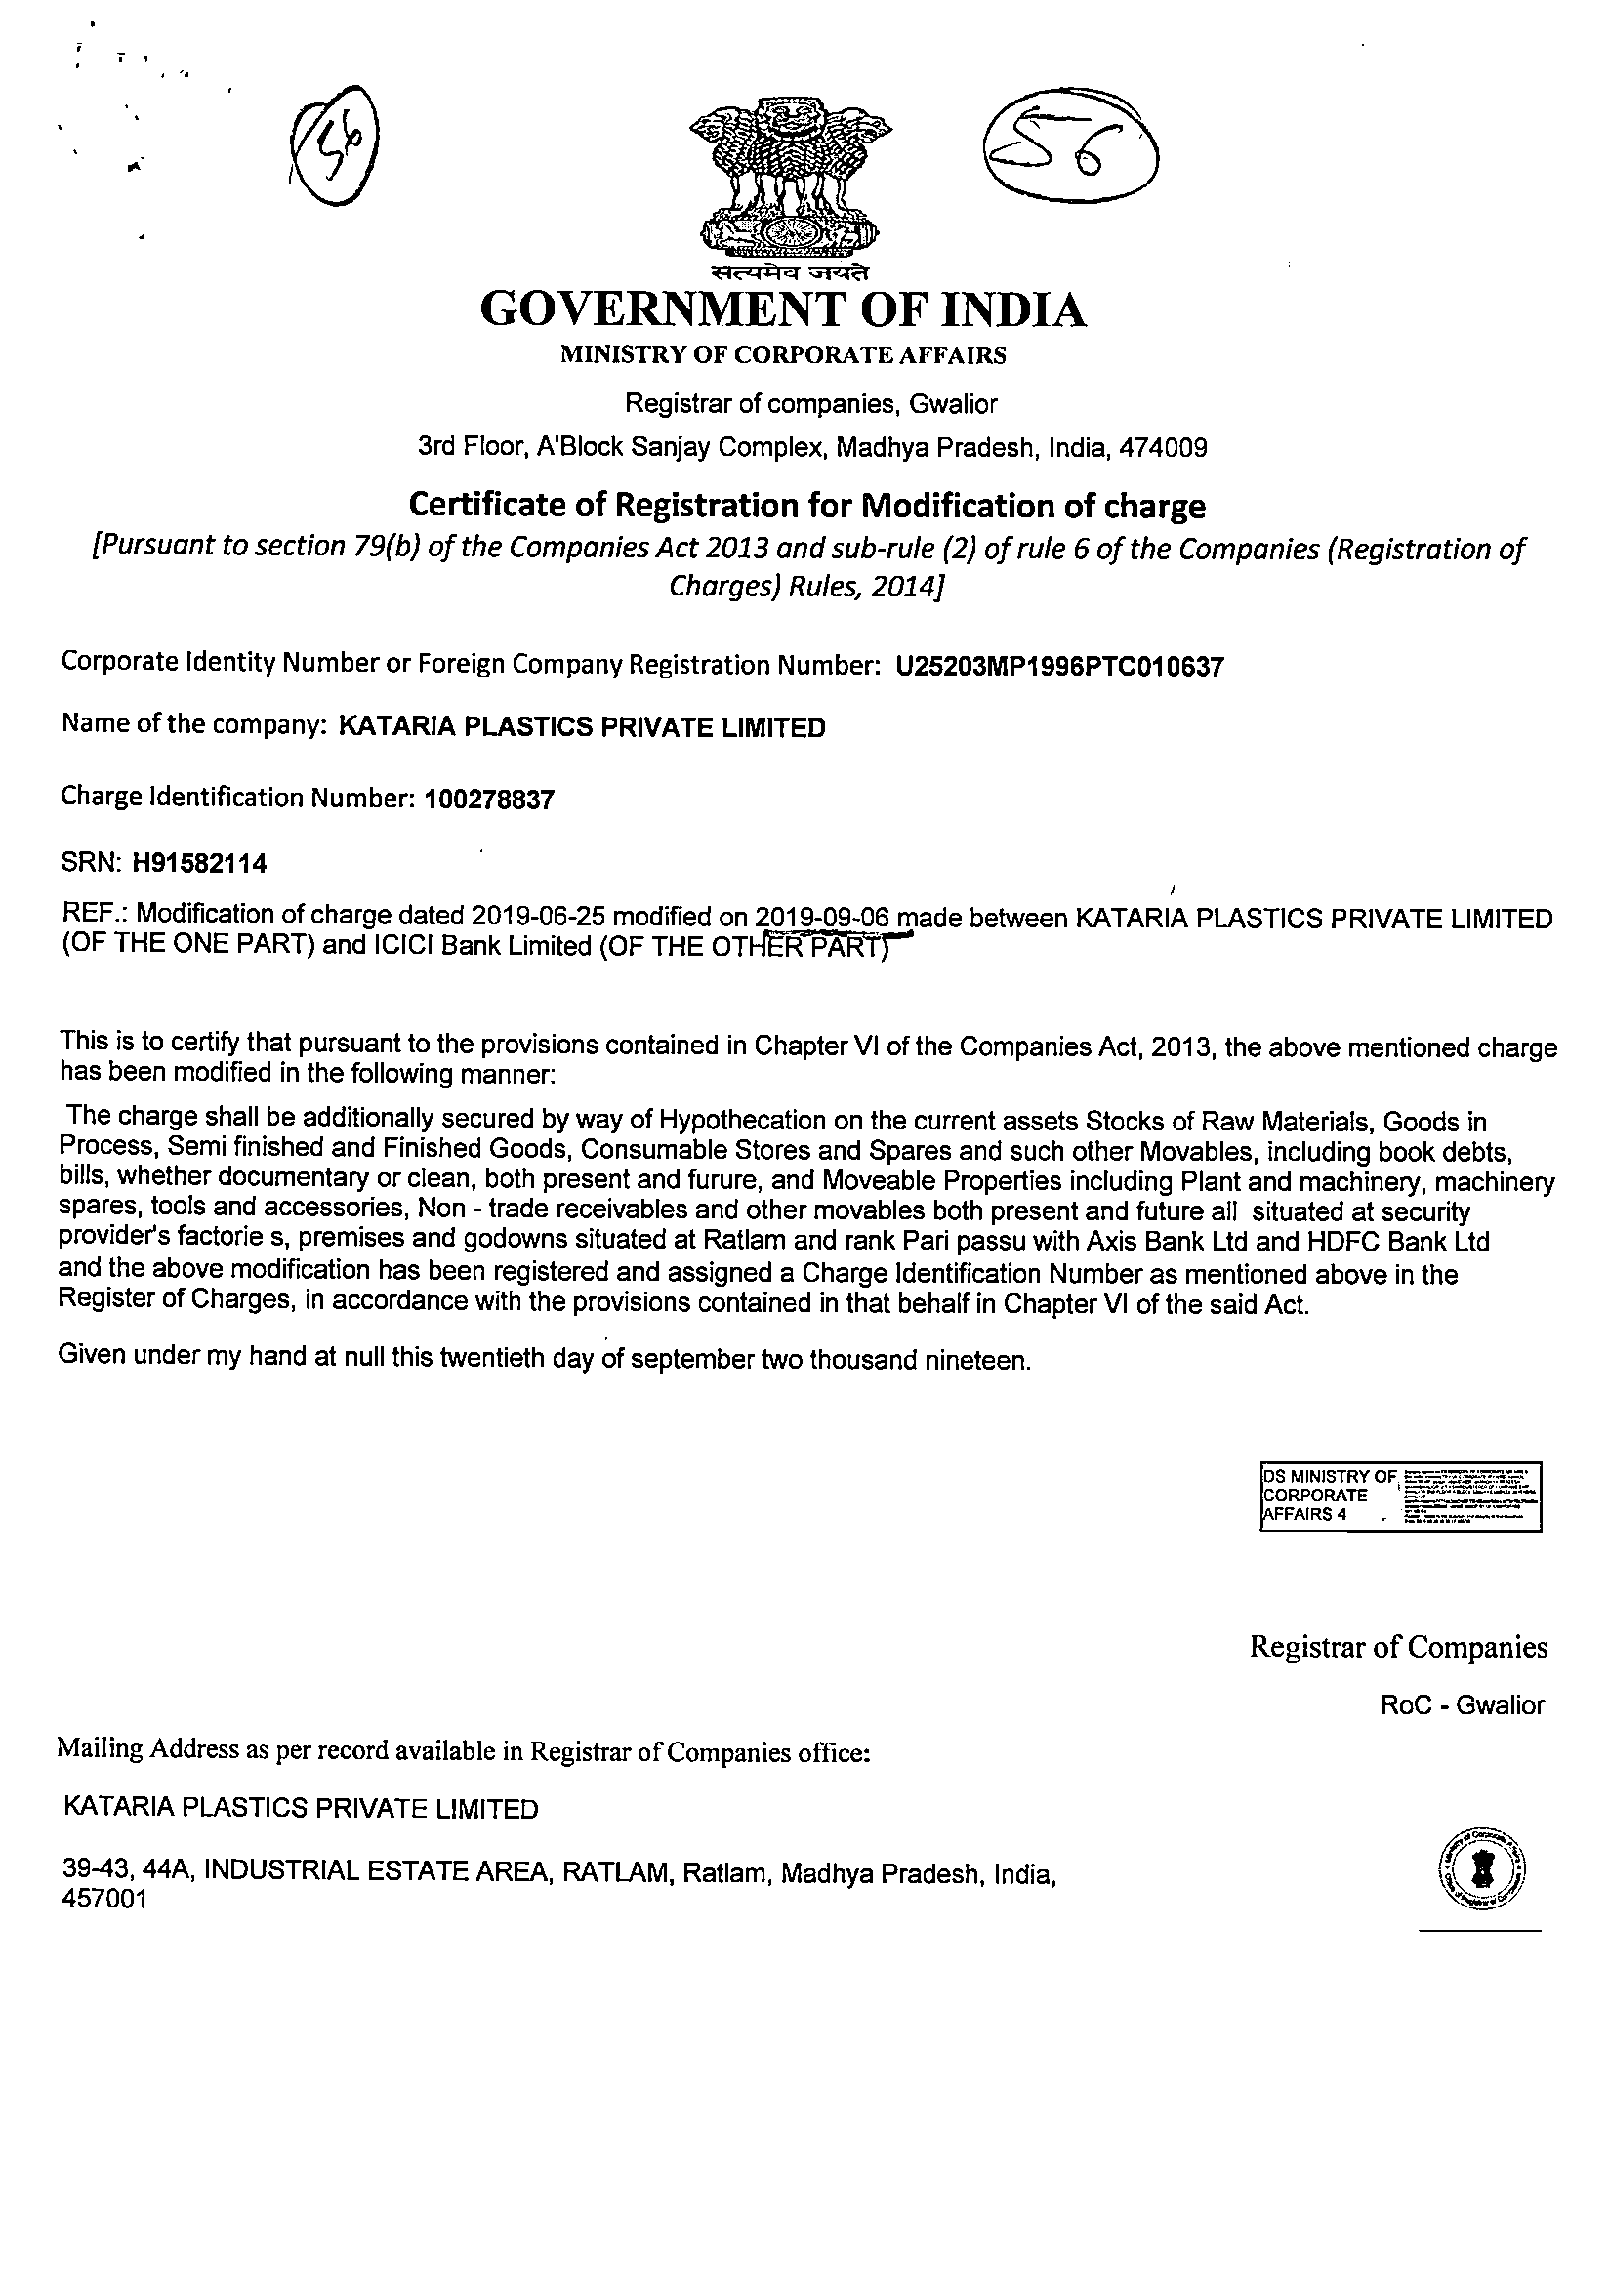 56
56
सत्यमेव जयते
GOVERNMENT OF INDIA
MINISTRY OF CORPORATE AFFAIRS
Registrar of companies, Gwalior
3rd Floor, A'Block Sanjay Complex, Madhya Pradesh, India, 474009
Certificate of Registration for Modification of charge
[Pursuant to section 79(b) of the Companies Act 2013 and sub-rule (2) of rule 6 of the Companies (Registration of
Charges) Rules, 2014]
Corporate Identity Number or Foreign Company Registration Number: U25203MP1996PTC010637
Name of the company: KATARIA PLASTICS PRIVATE LIMITED
Charge Identification Number: 100278837
SRN: H91582114
REF.: Modification of charge dated 2019-06-25 modified on 2019-09-06 made between KATARIA PLASTICS PRIVATE LIMITED
(OF THE ONE PART) and ICICI Bank Limited (OF THE OTHER PART)
This is to certify that pursuant to the provisions contained in Chapter VI of the Companies Act, 2013, the above mentioned charge
has been modified in the following manner:
The charge shall be additionally secured by way of Hypothecation on the current assets Stocks of Raw Materials, Goods in
Process, Semi finished and Finished Goods, Consumable Stores and Spares and such other Movables, including book debts,
bills, whether documentary or clean, both present and furure, and Moveable Properties including Plant and machinery, machinery
spares, tools and accessories, Non - trade receivables and other movables both present and future all situated at security
provider's factorie s, premises and godowns situated at Ratlam and rank Pari passu with Axis Bank Ltd and HDFC Bank Ltd
and the above modification has been registered and assigned a Charge Identification Number as mentioned above in the
Register of Charges, in accordance with the provisions contained in that behalf in Chapter VI of the said Act.
Given under my hand at null this twentieth day of september two thousand nineteen.
DS MINISTRY OF
CORPORATE
AFFAIRS 4
Registrar of Companies
RoC - Gwalior
Mailing Address as per record available in Registrar of Companies office:
KATARIA PLASTICS PRIVATE LIMITED
39-43, 44A, INDUSTRIAL ESTATE AREA, RATLAM, Ratlam, Madhya Pradesh, India,
457001